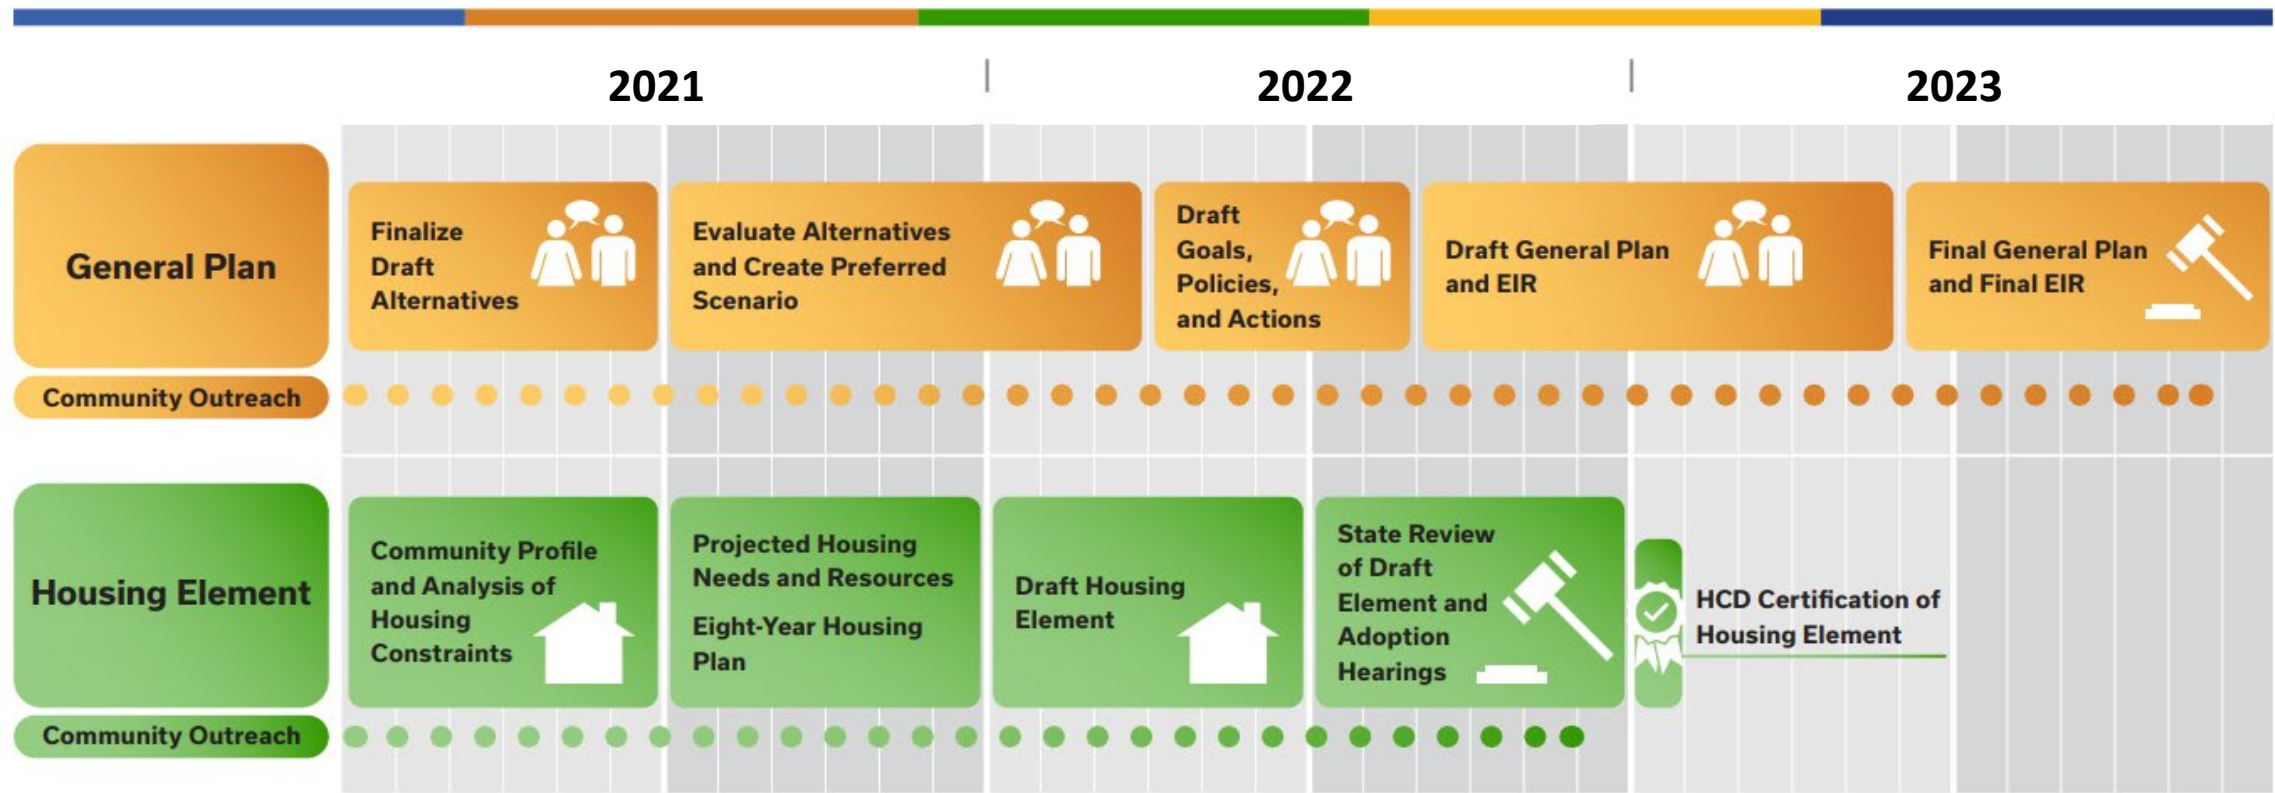 2021
2022
2023
General Plan
Finalize
Draft
Alternatives
Evaluate Alternatives
and Create Preferred
Scenario
Draft
Goals,
Policies,
and Actions
Draft General Plan
and EIR
Final General Plan
and Final EIR
Community Outreach
Housing Element
Community Profile
and Analysis of
Housing
Constraints
Projected Housing
Needs and Resources
Eight-Year Housing
Plan
Draft Housing
Element
State Review
of Draft
Element and
Adoption
Hearings
HCD Certification of
Housing Element
Community Outreach